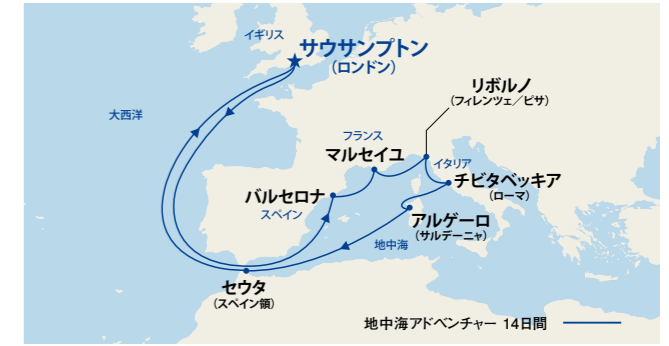 イギリス
サウサンプトン
（ロンドン）
大西洋
リボルノ
（フィレンツェ／ピサ）
フランス
マルセイユ
イタリア
チビタベッキア
（ローマ）
バルセロナ
スペイン
アルゲーロ
（サルデーニャ）
地中海
セウタ
（スペイン領）
地中海アドベンチャー 14日間